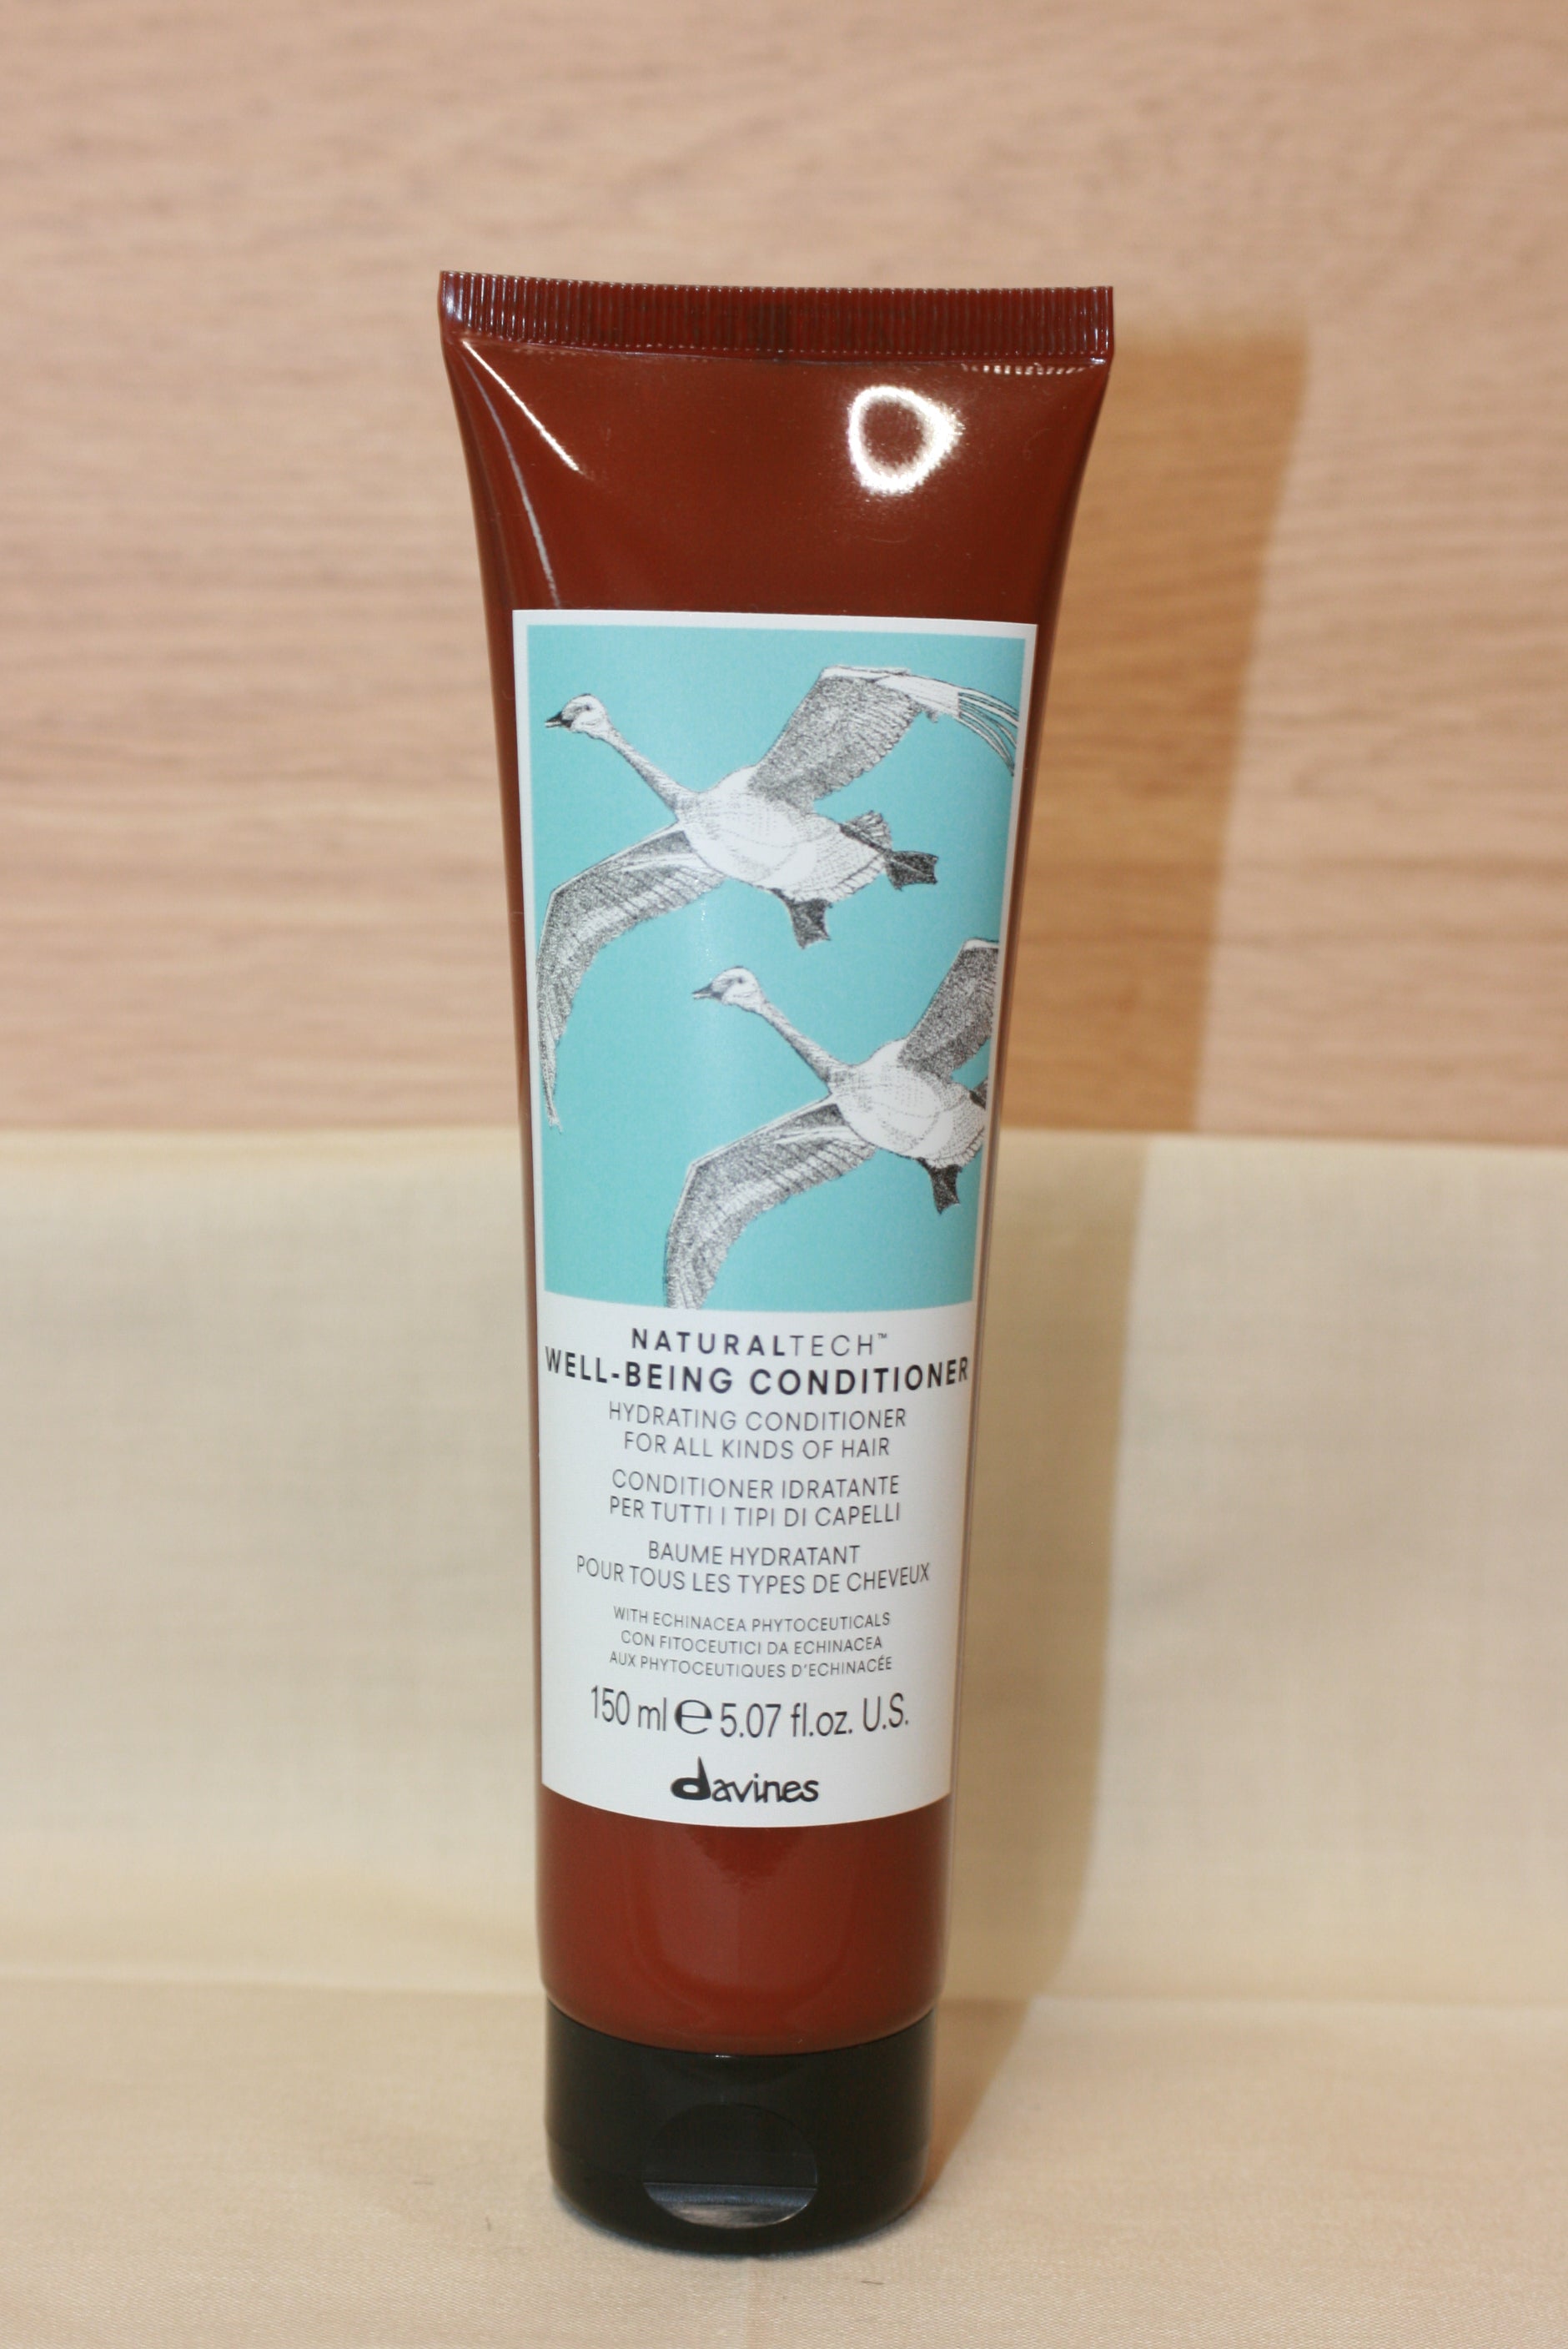 NATURALTECH™
WELL-BEING CONDITIONER
HYDRATING CONDITIONER
FOR ALL KINDS OF HAIR
CONDITIONER IDRATANTE
PER TUTTI I TIPI DI CAPELLI
BAUME HYDRATANT
POUR TOUS LES TYPES DE CHEVEUX
WITH ECHINACEA PHYTOCEUTICALS
CON FITOCEUTICI DA ECHINACEA
AUX PHYTOCEUTIQUES D'ECHINACÉE
150 ml ℮ 5.07 fl.oz. U.S.
davines